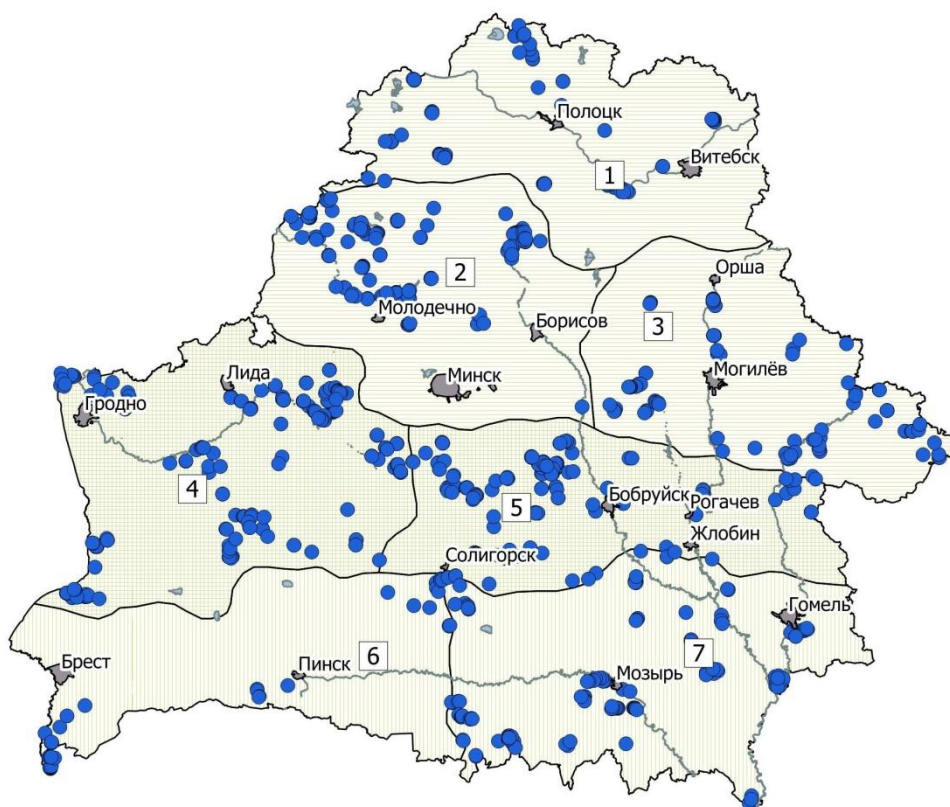 Полоцк
Витебск
1
2
Орша
3
Молодечно
Борисов
Лида
Минск
Могилёв
Гродно
4
5
Бобруйск
Рогачев
Жлобин
Солигорск
Гомель
6
7
Брест
Пинск
Мозырь